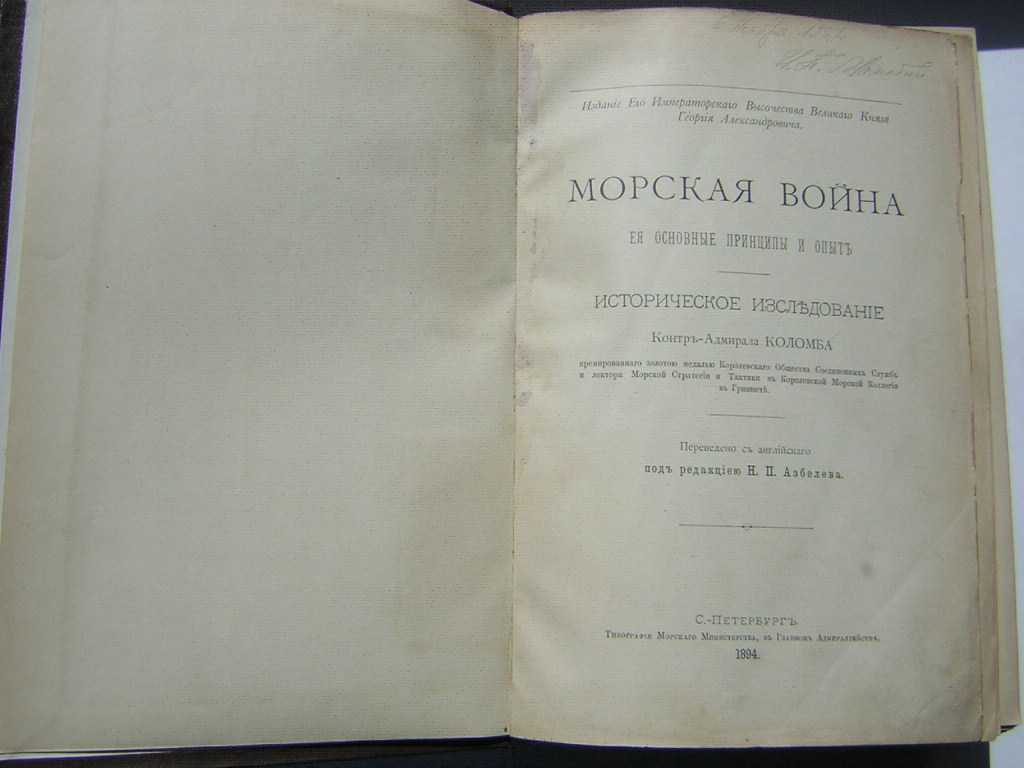 Изданіе Его Императорскаго Высочества Великаго Князя
Георгія Александровича.
МОРСКАЯ ВОЙНА
ЕЯ ОСНОВНЫЕ ПРИНЦИПЫ И ОПЫТЪ
ИСТОРИЧЕСКОЕ ИЗСЛѢДОВАНІЕ
Контръ-Адмирала КОЛОМБА
премированнаго золотою медалью Королевскаго Общества Соединенныхъ Службъ
и лектора Морской Стратегіи и Тактики въ Королевской Морской Коллегіи
въ Гринвичѣ.
Переведено съ англійскаго
подъ редакціею Н. П. Азбелева.
С.-ПЕТЕРБУРГЪ.
Типографія Морскаго Министерства, въ Главномъ Адмиралтействѣ.
1894.